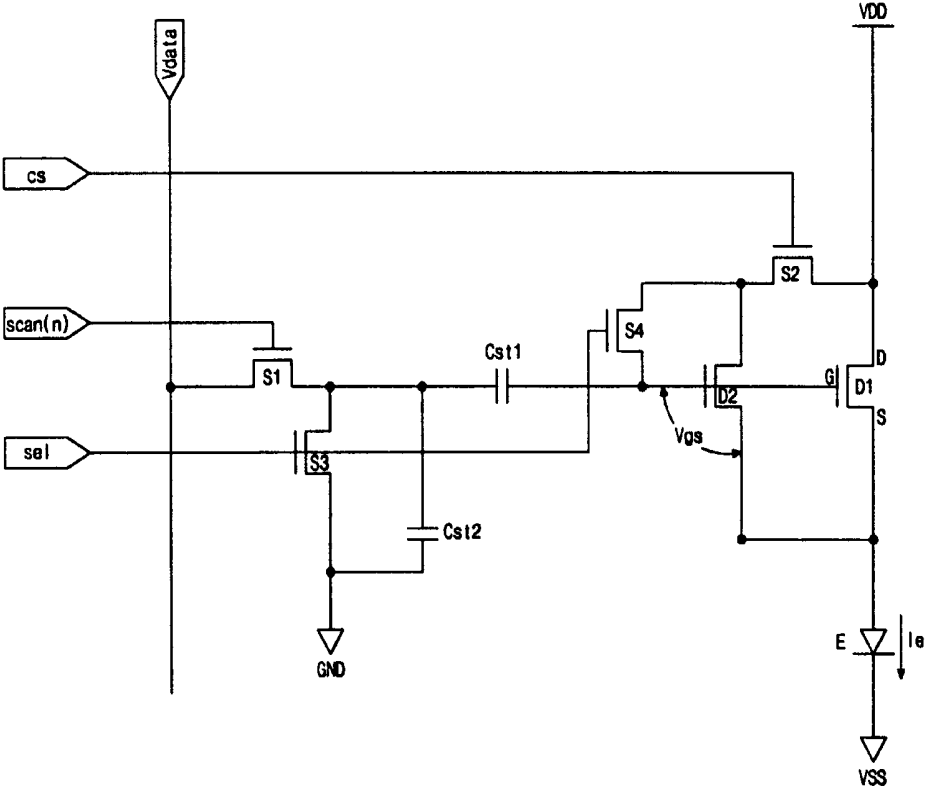 VDD
Vdata
cs
S2
scan(n)
S4
S1
Cst1
D
G
D2
D1
S
Vgs
sel
S3
Cst2
E
Ie
GND
VSS